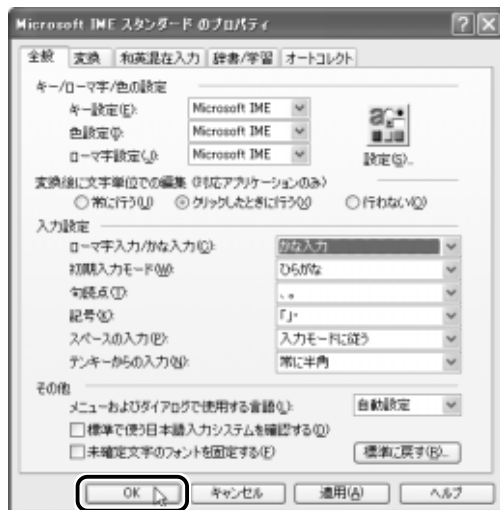 Microsoft IME スタンダード のプロパティ
全般 変換 和英混在入力 辞書/学習 オートコレクト
キー/ローマ字/色の設定
キー設定(E): Microsoft IME
色設定(I): Microsoft IME
ローマ字設定(J): Microsoft IME
設定(G)...
変換後に文字単位での編集 (対応アプリケーションのみ)
常に行う(U) クリックしたときに行う(V) 行わない(Q)
入力設定
ローマ字入力/かな入力(C): かな入力
初期入力モード(W): ひらがな
句読点(T): 、。
記号(K): 「」・
スペースの入力(P): 入力モードに従う
テンキーからの入力(N): 常に半角
その他
メニューおよびダイアログで使用する言語(L): 自動設定
標準で使う日本語入力システムを確認する(D)
未確定文字のフォントを固定する(F) 標準に戻す(B)...
OK キャンセル 適用(A) ヘルプ